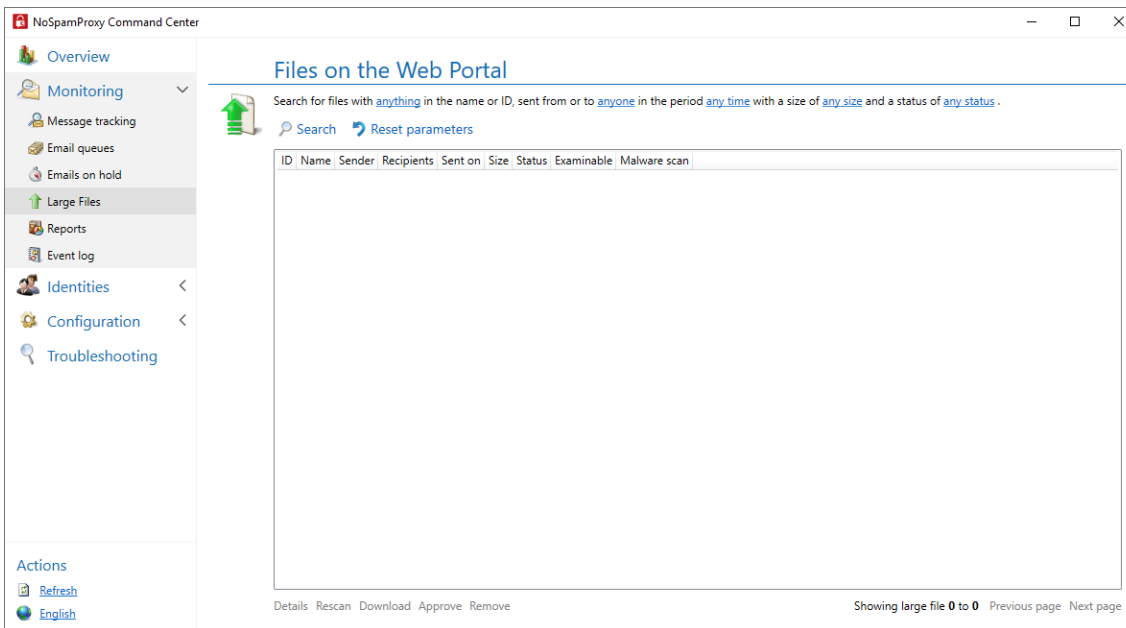 NoSpamProxy Command Center
Overview
Monitoring
Message tracking
Email queues
Emails on hold
Large Files
Reports
Event log
Identities
Configuration
Troubleshooting
Actions
Refresh
English
Files on the Web Portal
Search for files with anything in the name or ID, sent from or to anyone in the period any time with a size of any size and a status of any status .
Search Reset parameters
ID Name Sender Recipients Sent on Size Status Examinable Malware scan
Details Rescan Download Approve Remove Showing large file 0 to 0 Previous page Next page